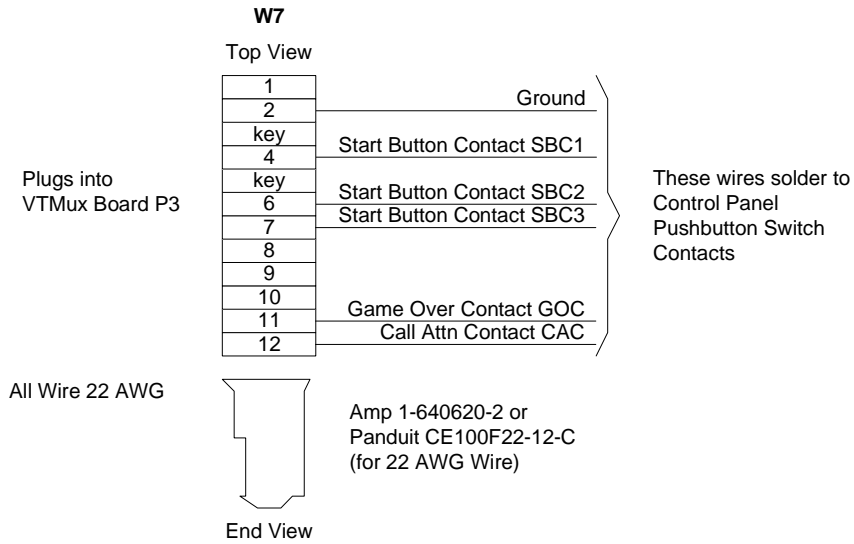 W7
Top View
1
Ground
2
key
Start Button Contact SBC1
4
Plugs into
VTMux Board P3
key
Start Button Contact SBC2
6
Start Button Contact SBC3
7
These wires solder to
Control Panel
Pushbutton Switch
Contacts
8
9
10
Game Over Contact GOC
11
Call Attn Contact CAC
12
All Wire 22 AWG
Amp 1-640620-2 or
Panduit CE100F22-12-C
(for 22 AWG Wire)
End View